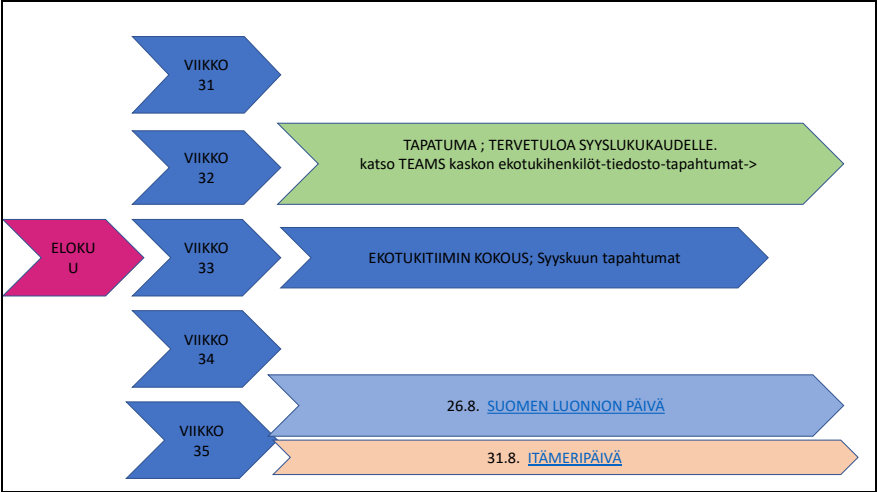 VIIKKO
31
TAPATUMA ; TERVETULOA SYYSLUKUKAUDELLE.
katso TEAMS kaskon ekotukihenkilöt-tiedosto-tapahtumat->
VIIKKO
32
ELOKU
U
VIIKKO
33
EKOTUKITIIMIN KOKOUS; Syyskuun tapahtumat
VIIKKO
34
26.8. SUOMEN LUONNON PÄIVÄ
VIIKKO
35
31.8. ITÄMERIPÄIVÄ